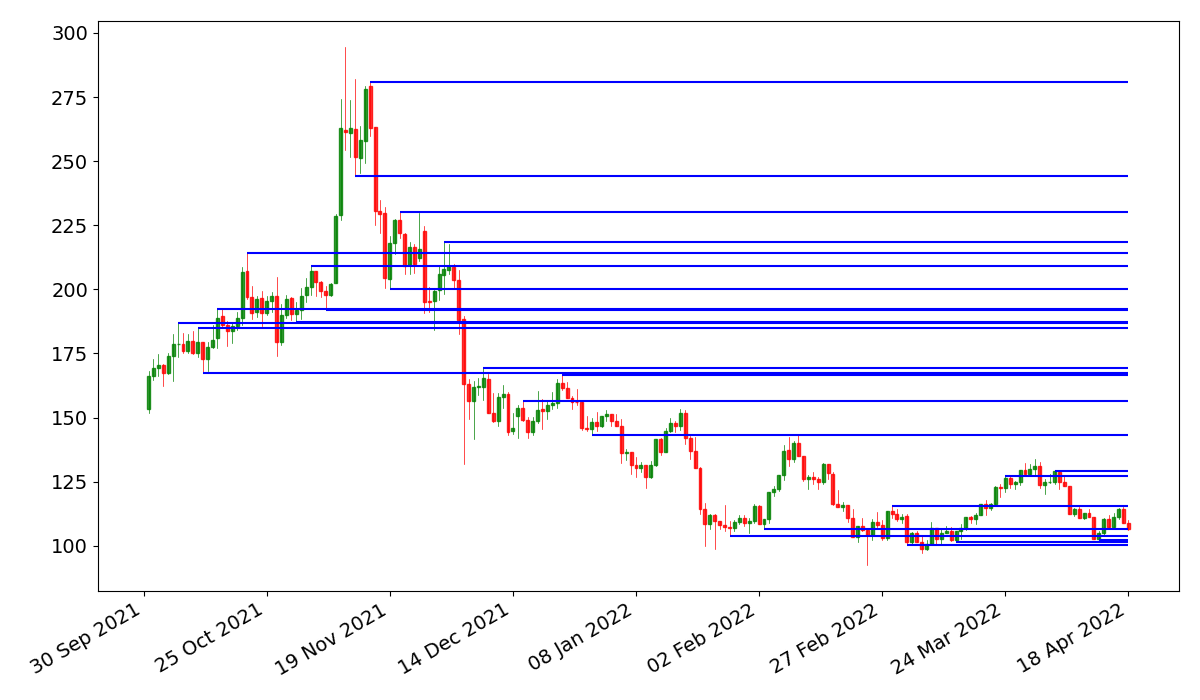 300
275
250
225
200
175
150
125
100
30 Sep 2021
25 Oct 2021
19 Nov 2021
14 Dec 2021
08 Jan 2022
02 Feb 2022
27 Feb 2022
24 Mar 2022
18 Apr 2022